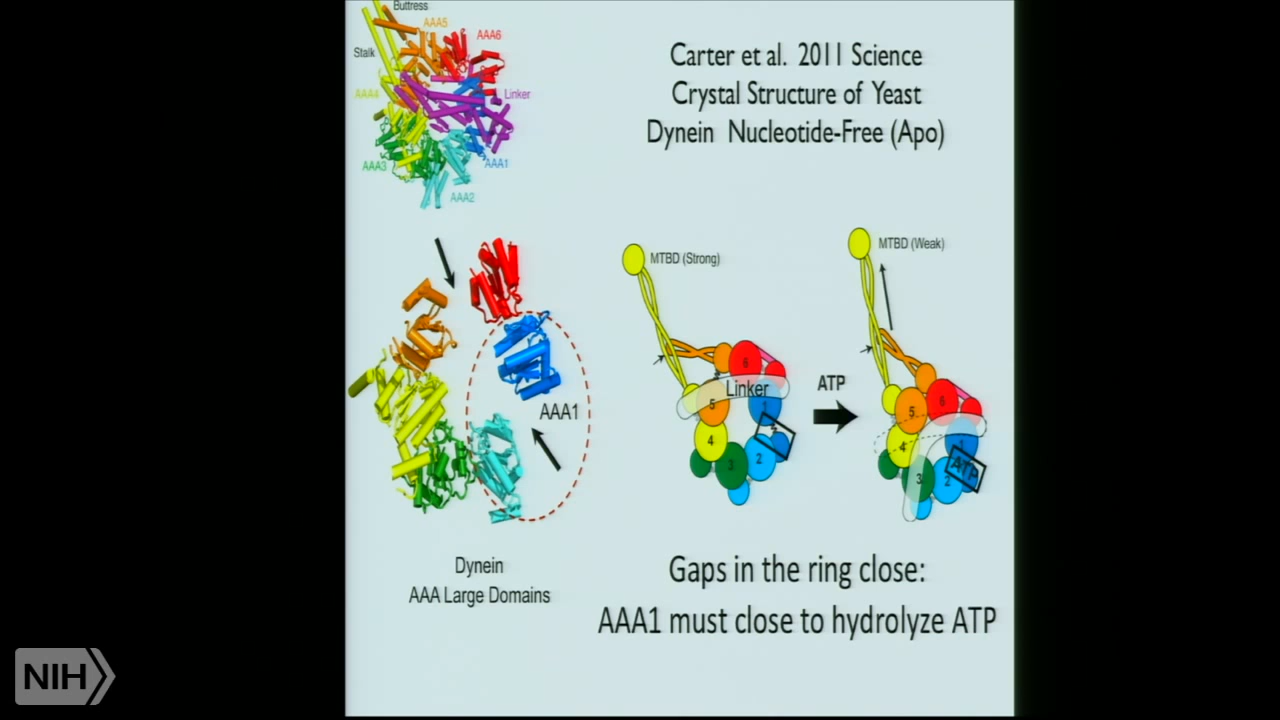 Buttress
AAA5
AAA6
Stalk
AAA4
Linker
AAA3
AAA1
AAA2
Carter et al. 2011 Science
Crystal Structure of Yeast
Dynein Nucleotide-Free (Apo)
AAA1
Dynein
AAA Large Domains
MTBD (Strong)
6
Linker
5
1
4
2
3
ATP
MTBD (Weak)
6
5
1
4
ATP
3
2
Gaps in the ring close:
AAA1 must close to hydrolyze ATP
NIH